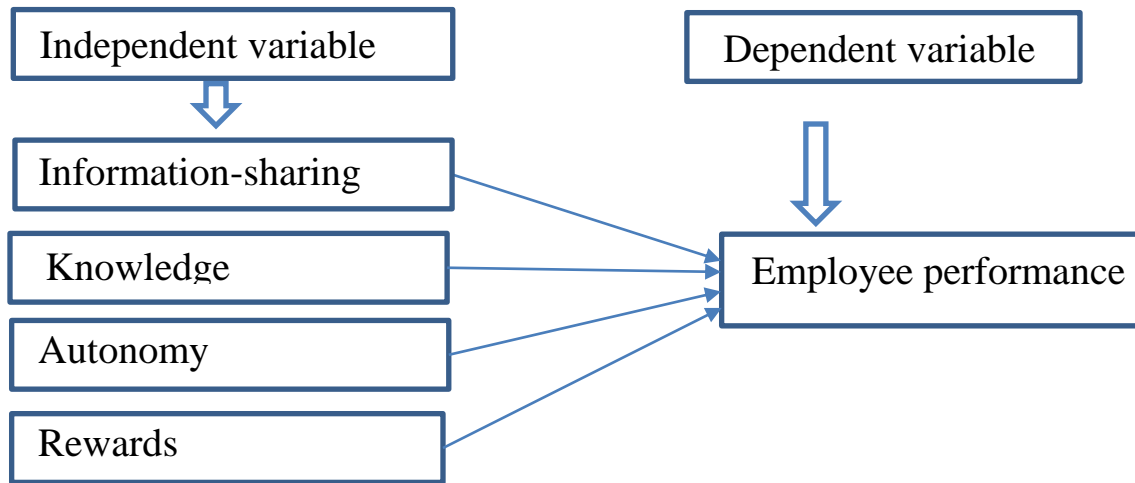 Independent variable
Dependent variable
Information-sharing
Knowledge
Employee performance
Autonomy
Rewards